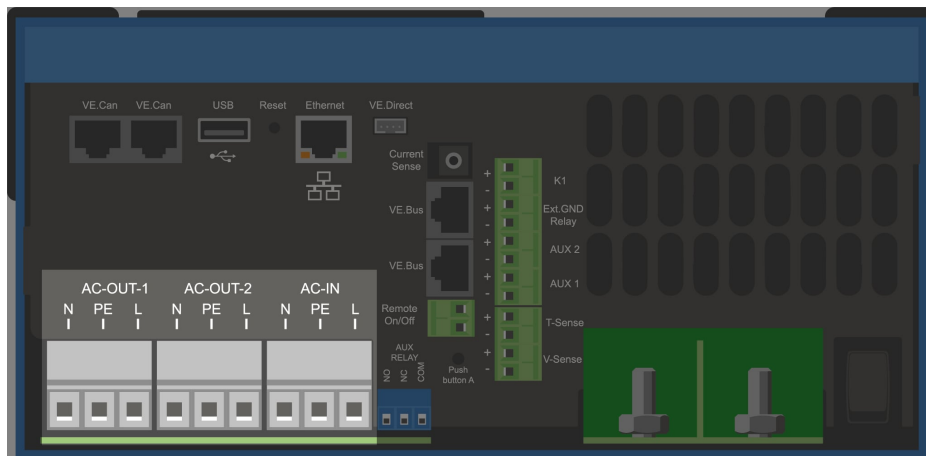 VE.Can VE.Can USB Reset Ethernet VE.Direct
Current
Sense
+ K1
-
VE.Bus
+ Ext.GND
- Relay
+ AUX 2
-
VE.Bus
+ AUX 1
-
AC-OUT-1 AC-OUT-2 AC-IN
N PE L N PE L N PE L
Remote
On/Off
+ T-Sense
-
AUX
RELAY
NO NC COM
+ V-Sense
-
Push
button A